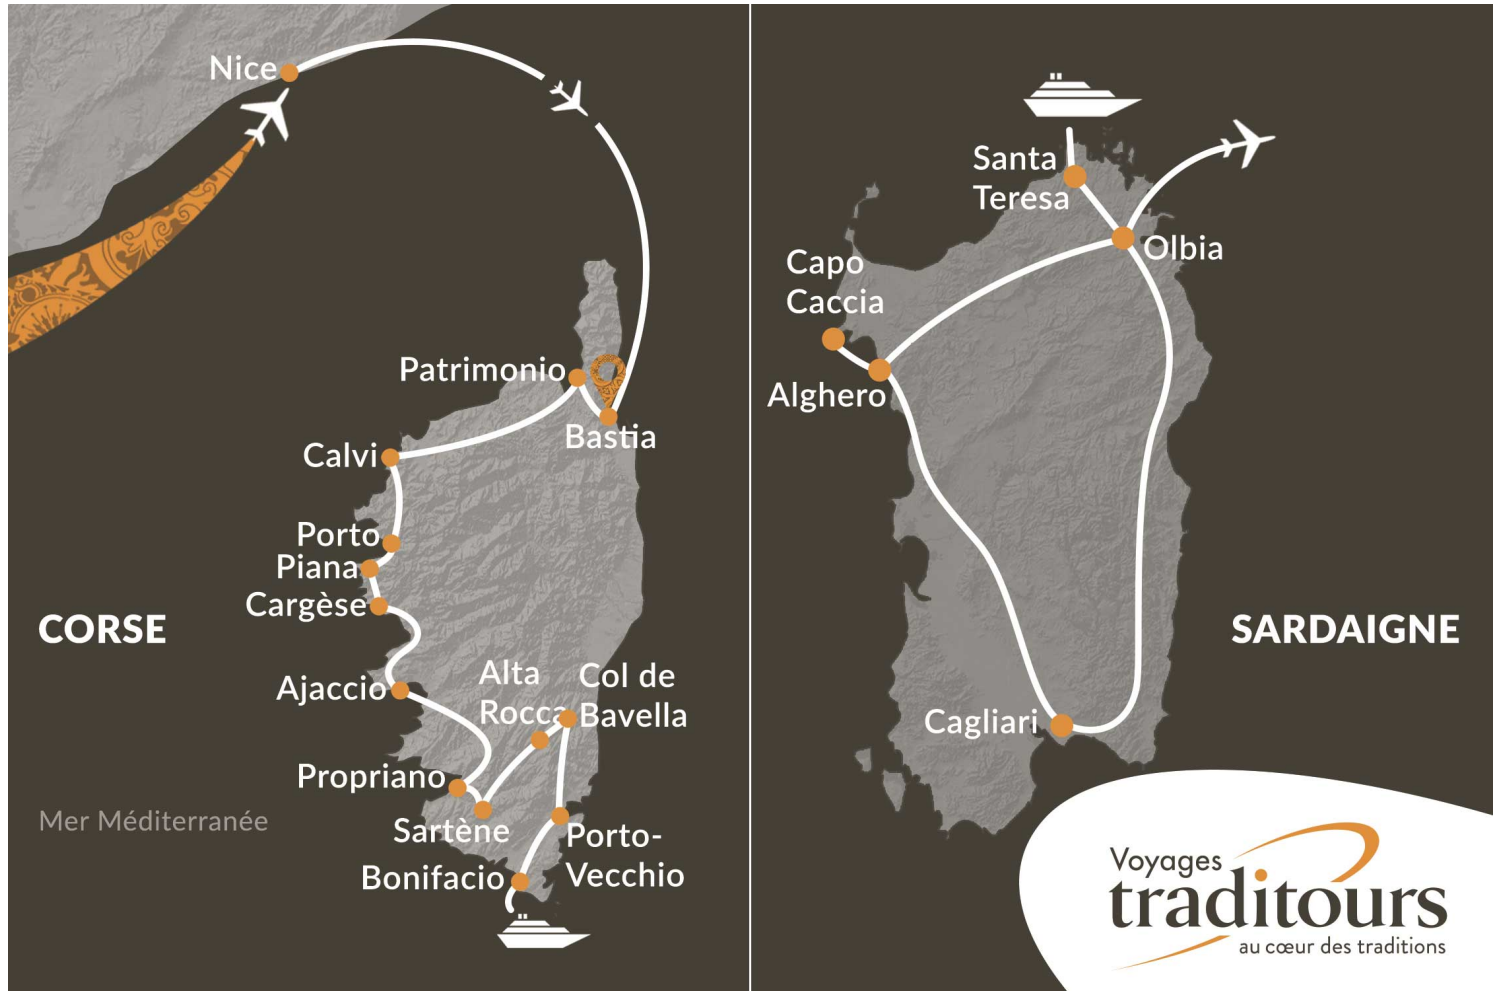 Nice
Patrimonio
Bastia
Calvi
Porto
Piana
Cargèse
CORSE
Ajaccio
Alta
Rocca
Col de
Bavella
Propriano
Mer Méditerranée
Sartène
Porto-
Vecchio
Bonifacio
Santa
Teresa
Olbia
Capo
Caccia
Alghero
SARDAIGNE
Cagliari
Voyages
traditours
au cœur des traditions